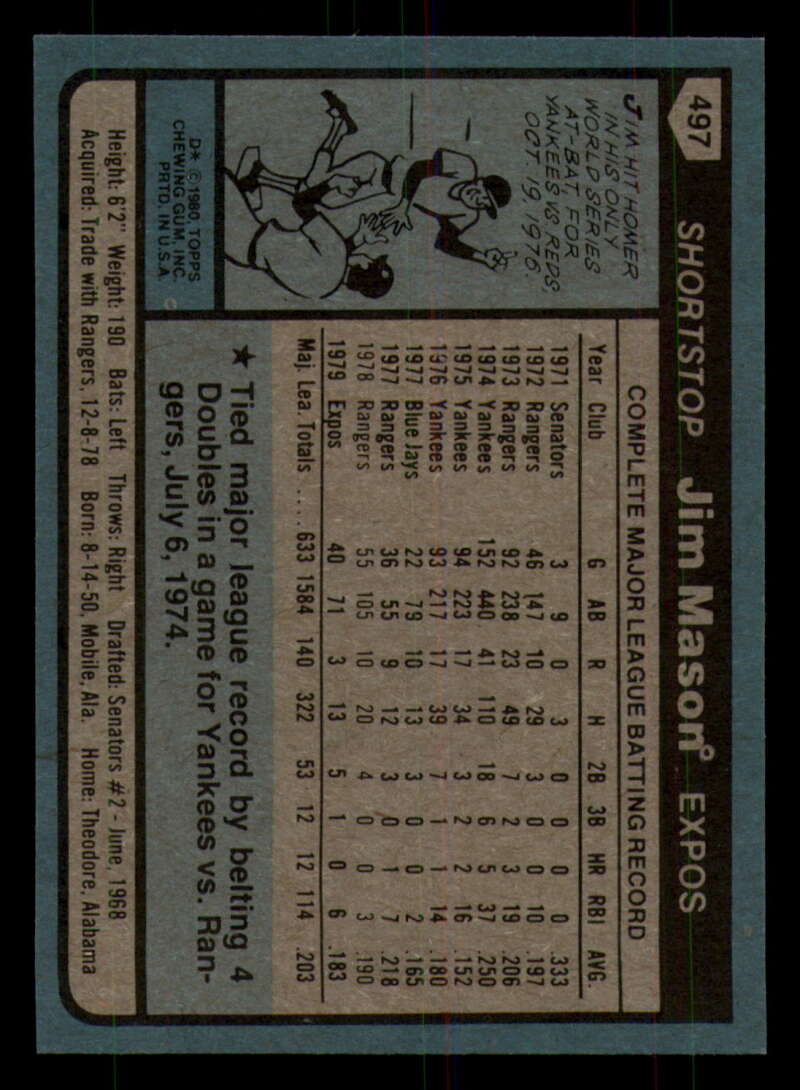 497 SHORTSTOP Jim Mason® EXPOS
JIM HIT HOMER
IN HIS ONLY
WORLD SERIES
AT-BAT, FOR
YANKEES VS. REDS,
OCT. 19, 1976.
D✶ © 1980 TOPPS
CHEWING GUM, INC.
PRTD. IN U.S.A.
COMPLETE MAJOR LEAGUE BATTING RECORD
Year Club G AB R H 2B 3B HR RBI AVG.
1971 Senators 3 9 0 3 0 0 0 0 .333
1972 Rangers 46 147 10 29 3 0 0 10 .197
1973 Rangers 92 238 23 49 7 2 3 19 .206
1974 Yankees 152 440 41 110 18 6 5 37 .250
1975 Yankees 94 223 17 34 3 2 2 16 .152
1976 Yankees 93 217 17 39 7 1 1 14 .180
1977 Blue Jays 22 79 10 13 3 0 0 2 .165
1977 Rangers 36 55 9 12 3 0 1 7 .218
1978 Rangers 55 105 10 20 4 0 0 3 .190
1979 Expos 40 71 3 13 5 1 0 6 .183
Maj. Lea. Totals .... 633 1584 140 322 53 12 12 114 .203
★ Tied major league record by belting 4
Doubles in a game for Yankees vs. Ran-
gers, July 6, 1974.
Height: 6'2" Weight: 190 Bats: Left Throws: Right Drafted: Senators #2 - June, 1968
Acquired: Trade with Rangers, 12-8-78 Born: 8-14-50, Mobile, Ala. Home: Theodore, Alabama